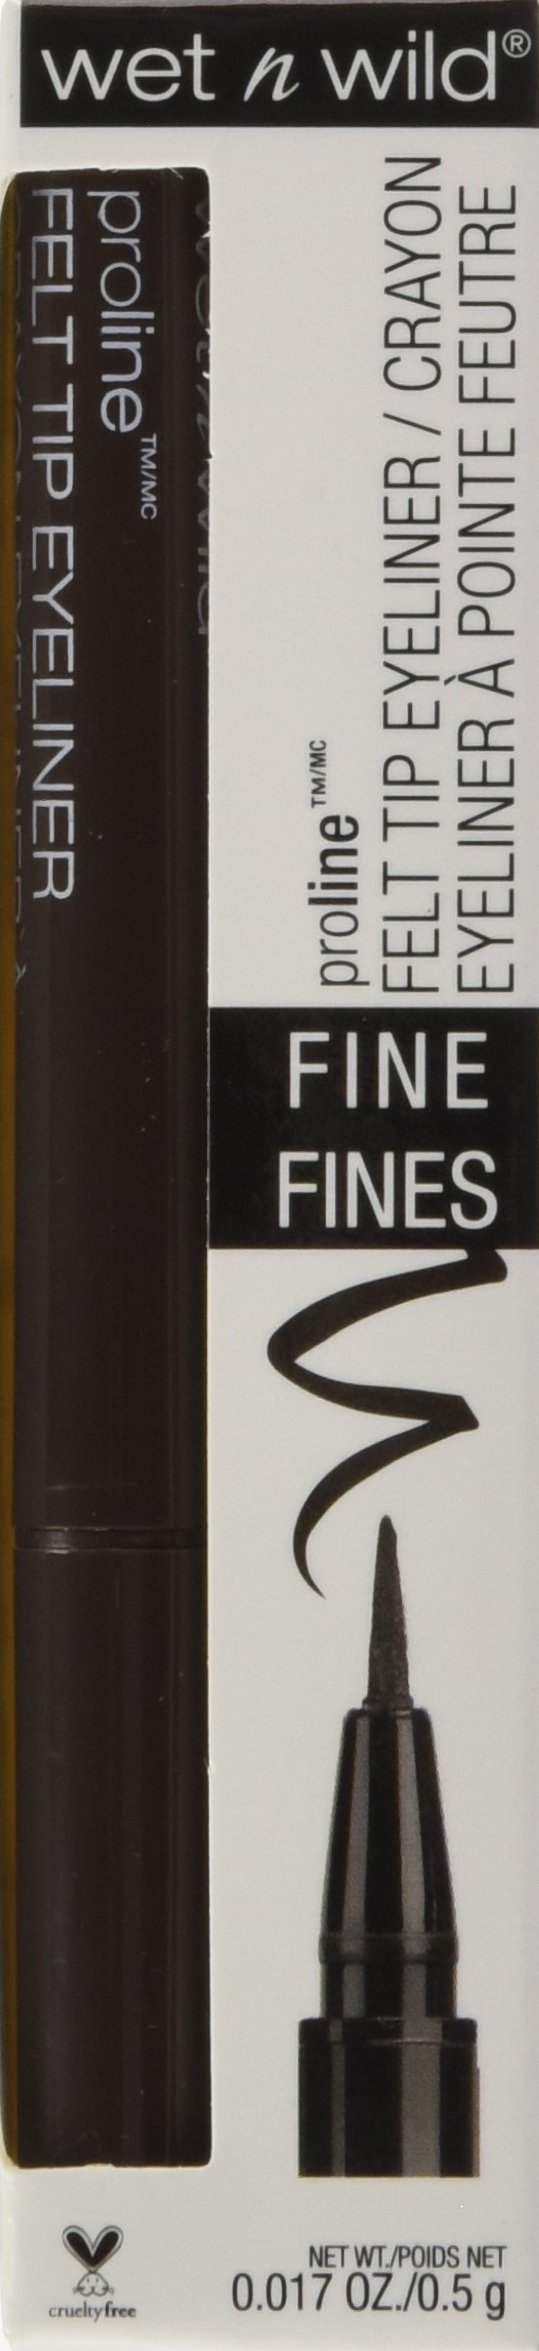 wet n wild®
proline™/MC
FELT TIP EYELINER
proline™/MC
FELT TIP EYELINER / CRAYON
EYELINER À POINTE FEUTRE
FINE
FINES
crueltyfree
NET WT./POIDS NET
0.017 OZ./0.5 g